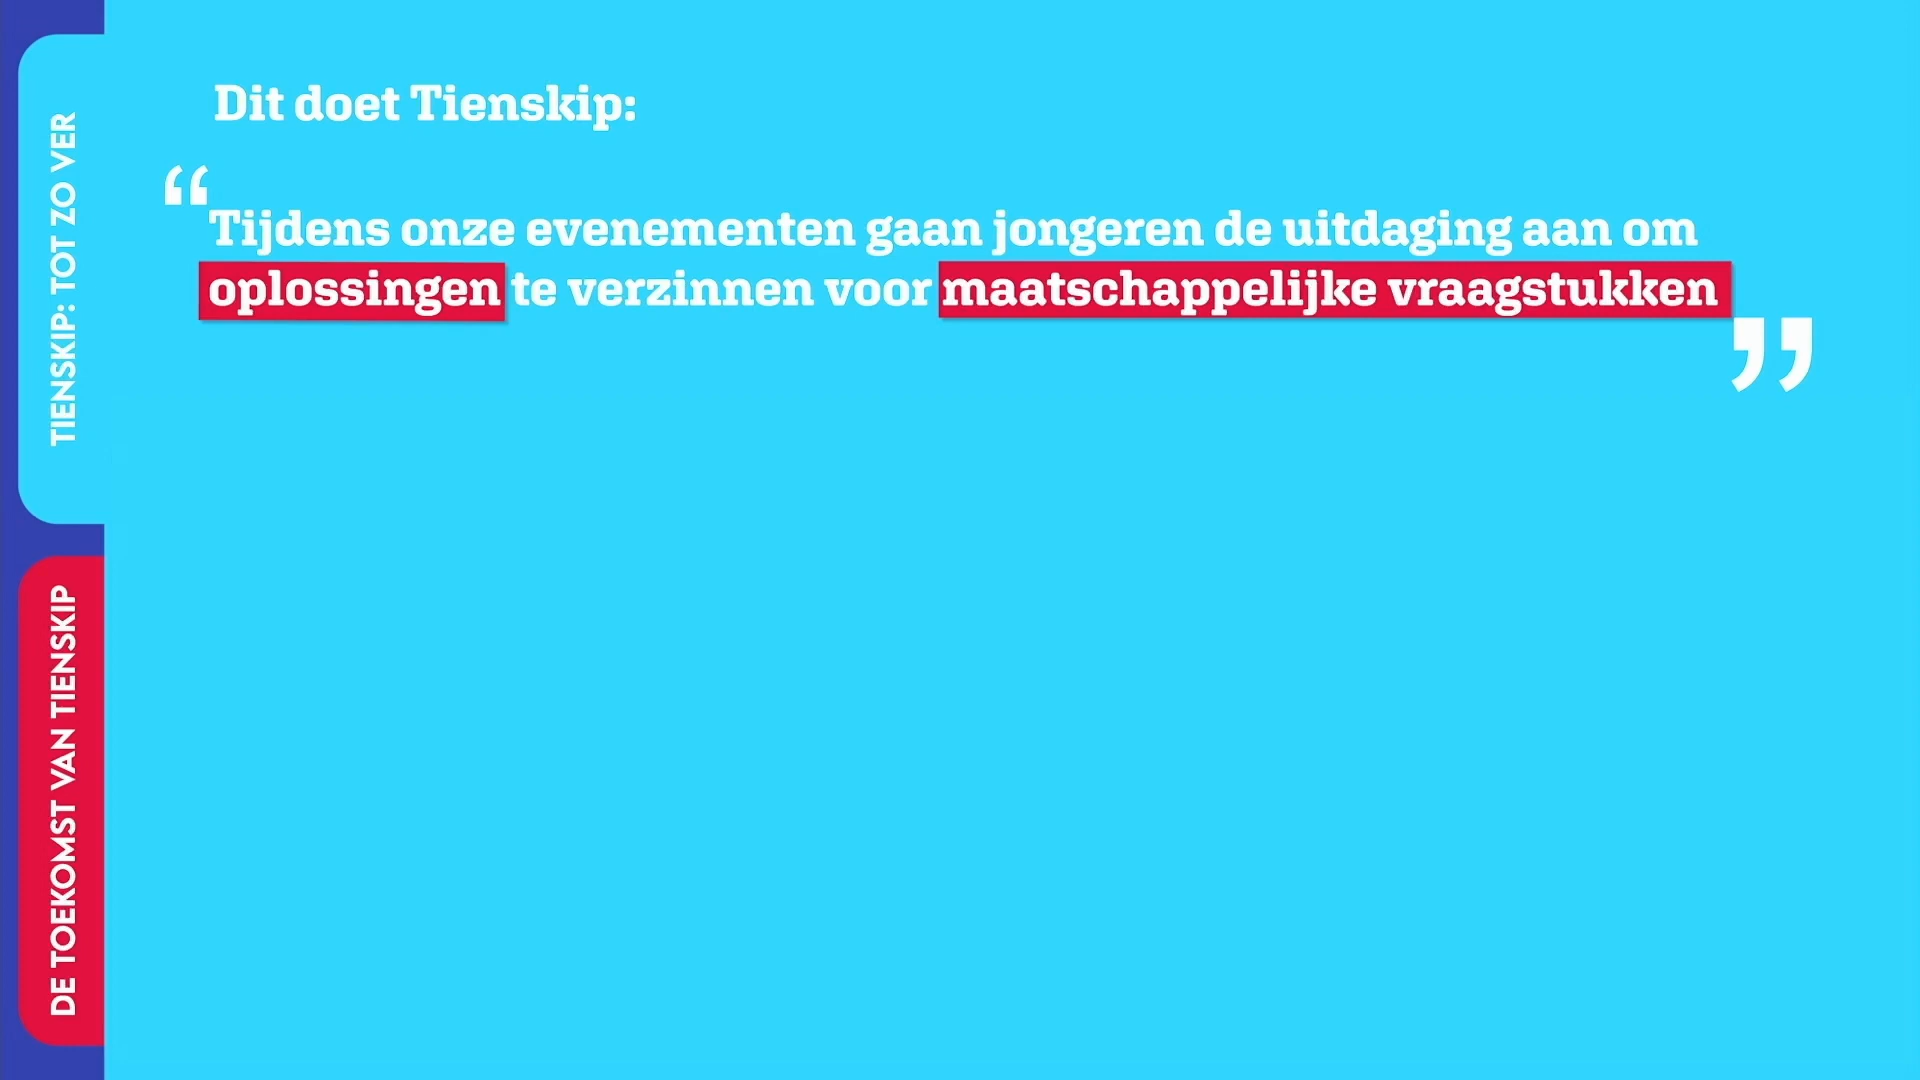 TIENSKIP: TOT ZO VER
DE TOEKOMST VAN TIENSKIP
Dit doet Tienskip:
“Tijdens onze evenementen gaan jongeren de uitdaging aan om
oplossingen te verzinnen voor maatschappelijke vraagstukken”